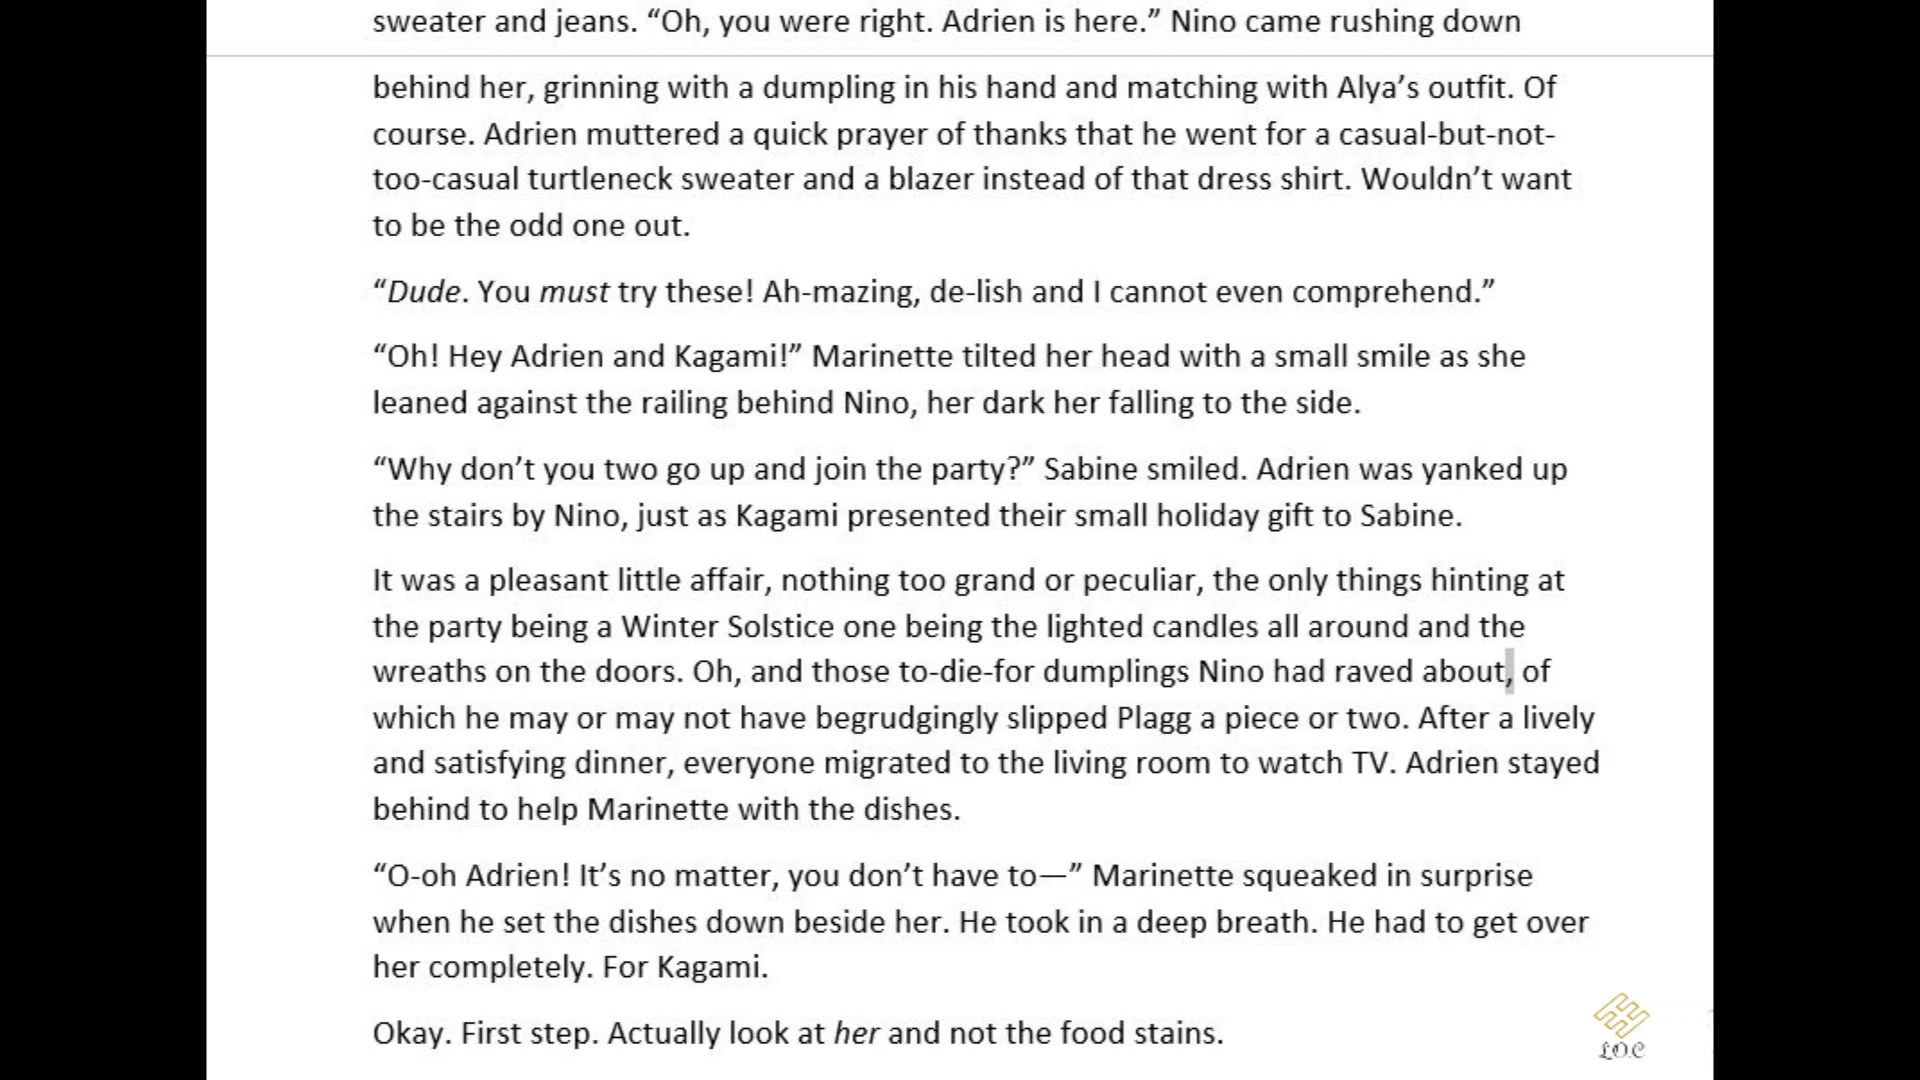 sweater and jeans. “Oh, you were right. Adrien is here.” Nino came rushing down
behind her, grinning with a dumpling in his hand and matching with Alya’s outfit. Of
course. Adrien muttered a quick prayer of thanks that he went for a casual-but-not-
too-casual turtleneck sweater and a blazer instead of that dress shirt. Wouldn’t want
to be the odd one out.
“Dude. You must try these! Ah-mazing, de-lish and I cannot even comprehend.”
“Oh! Hey Adrien and Kagami!” Marinette tilted her head with a small smile as she
leaned against the railing behind Nino, her dark her falling to the side.
“Why don’t you two go up and join the party?” Sabine smiled. Adrien was yanked up
the stairs by Nino, just as Kagami presented their small holiday gift to Sabine.
It was a pleasant little affair, nothing too grand or peculiar, the only things hinting at
the party being a Winter Solstice one being the lighted candles all around and the
wreaths on the doors. Oh, and those to-die-for dumplings Nino had raved about, of
which he may or may not have begrudgingly slipped Plagg a piece or two. After a lively
and satisfying dinner, everyone migrated to the living room to watch TV. Adrien stayed
behind to help Marinette with the dishes.
“O-oh Adrien! It’s no matter, you don’t have to—” Marinette squeaked in surprise
when he set the dishes down beside her. He took in a deep breath. He had to get over
her completely. For Kagami.
Okay. First step. Actually look at her and not the food stains.
L.O.C